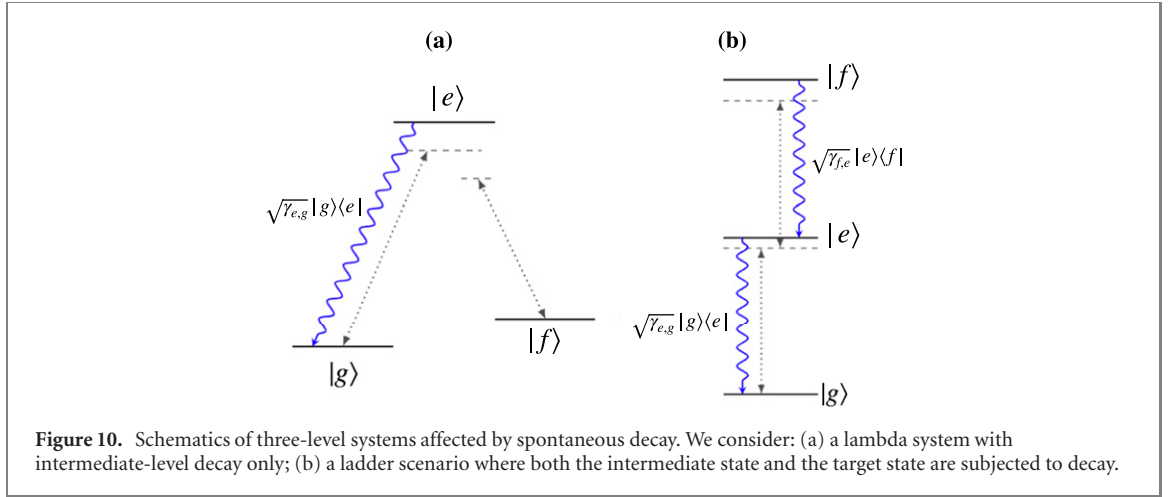 (a)
(b)
|f⟩
|e⟩
√γf,e |e⟩⟨f|
√γe,g |g⟩⟨e|
|e⟩
√γe,g |g⟩⟨e|
|f⟩
|g⟩
|g⟩
Figure 10. Schematics of three-level systems affected by spontaneous decay. We consider: (a) a lambda system with
intermediate-level decay only; (b) a ladder scenario where both the intermediate state and the target state are subjected to decay.